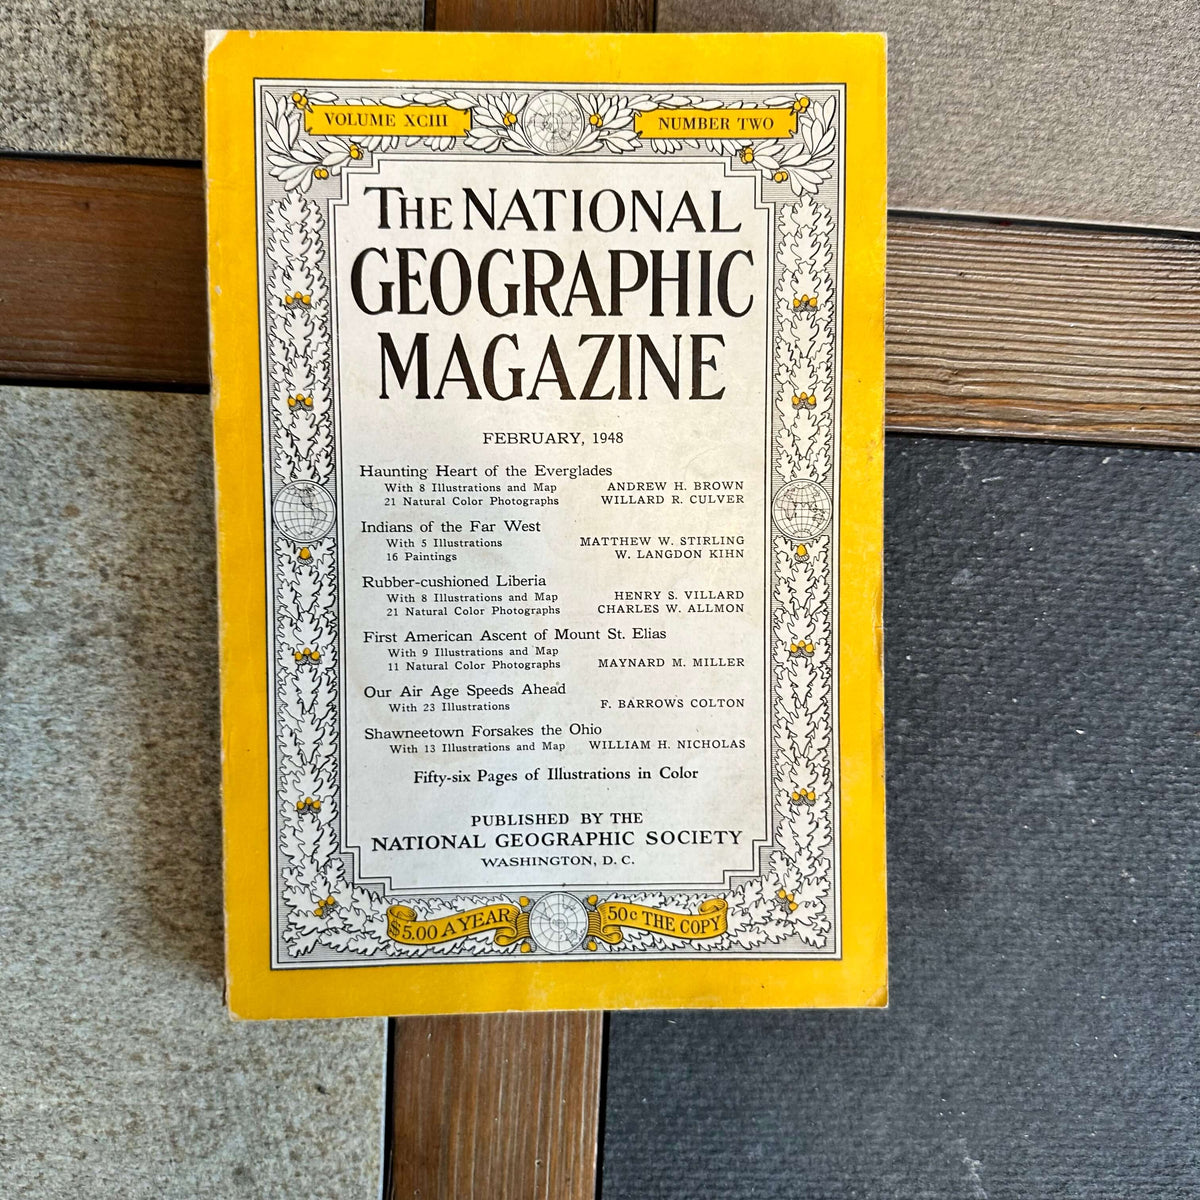 VOLUME XCIII NUMBER TWO
THE NATIONAL
GEOGRAPHIC
MAGAZINE
FEBRUARY, 1948
Haunting Heart of the Everglades
With 8 Illustrations and Map ANDREW H. BROWN
21 Natural Color Photographs WILLARD R. CULVER
Indians of the Far West
With 5 Illustrations MATTHEW W. STIRLING
16 Paintings W. LANGDON KIHN
Rubber-cushioned Liberia
With 8 Illustrations and Map HENRY S. VILLARD
21 Natural Color Photographs CHARLES W. ALLMON
First American Ascent of Mount St. Elias
With 9 Illustrations and Map
11 Natural Color Photographs MAYNARD M. MILLER
Our Air Age Speeds Ahead
With 23 Illustrations F. BARROWS COLTON
Shawneetown Forsakes the Ohio
With 13 Illustrations and Map WILLIAM H. NICHOLAS
Fifty-six Pages of Illustrations in Color
PUBLISHED BY THE
NATIONAL GEOGRAPHIC SOCIETY
WASHINGTON, D. C.
$5.00 A YEAR 50c THE COPY